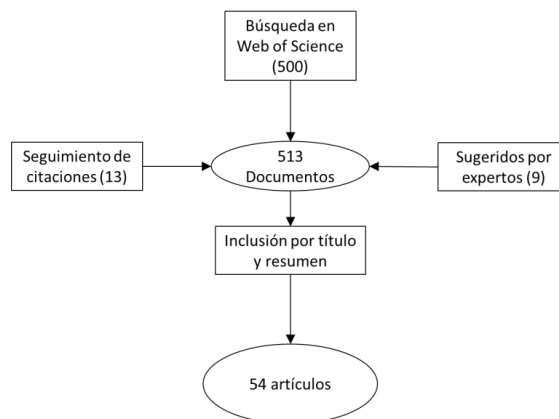 Búsqueda en
Web of Science
(500)
Seguimiento de
citaciones (13)
513
Documentos
Sugeridos por
expertos (9)
Inclusión por título
y resumen
54 artículos